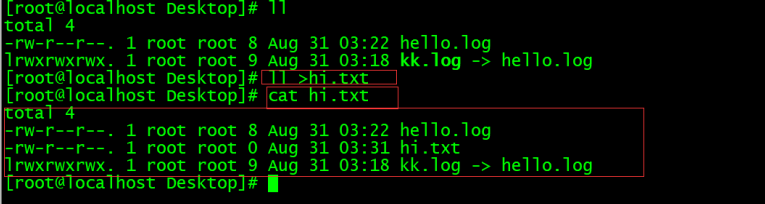 [root@localhost Desktop]# ll
total 4
-rw-r--r--. 1 root root 8 Aug 31 03:22 hello.log
lrwxrwxrwx. 1 root root 9 Aug 31 03:18 kk.log -> hello.log
[root@localhost Desktop]# ll >hi.txt
[root@localhost Desktop]# cat hi.txt
total 4
-rw-r--r--. 1 root root 8 Aug 31 03:22 hello.log
-rw-r--r--. 1 root root 0 Aug 31 03:31 hi.txt
lrwxrwxrwx. 1 root root 9 Aug 31 03:18 kk.log -> hello.log
[root@localhost Desktop]#